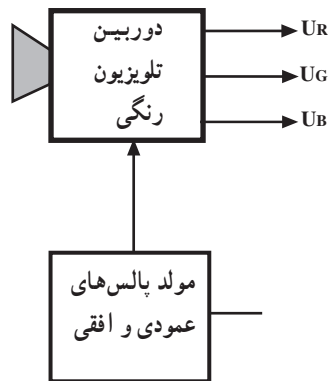 دوربین
تلویزیون
رنگی
UR
UG
UB
مولد پالس‌های
عمودی و افقی